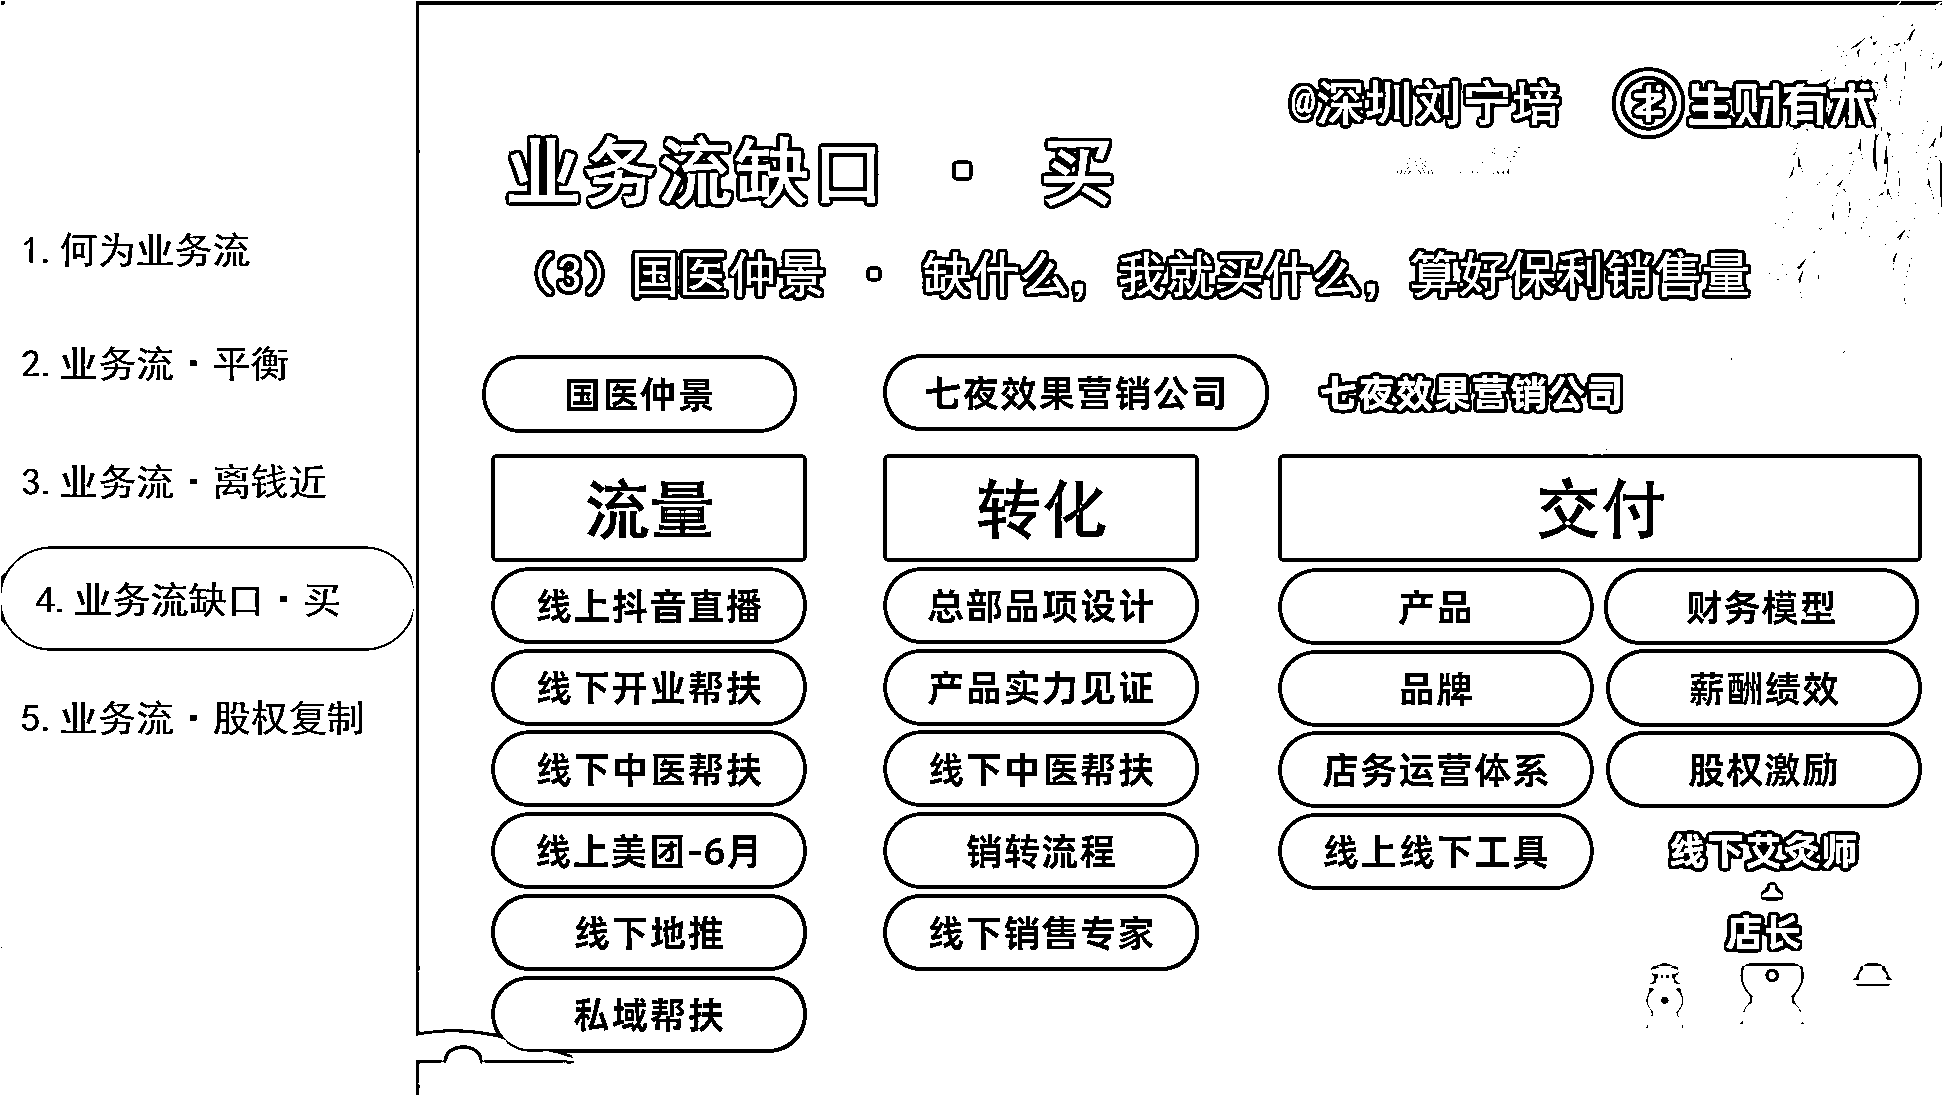 @深圳刘宁培 生财有术
业务流缺口 · 买
(3)国医仲景 · 缺什么，我就买什么，算好保利销售量
1.何为业务流
2.业务流·平衡
3.业务流·离钱近
4.业务流缺口·买
5.业务流·股权复制
国医仲景
七夜效果营销公司
七夜效果营销公司
流量
线上抖音直播
线下开业帮扶
线下中医帮扶
线上美团-6月
线下地推
私域帮扶
转化
总部品项设计
产品实力见证
线下中医帮扶
销转流程
线下销售专家
交付
产品
品牌
店务运营体系
线上线下工具
财务模型
薪酬绩效
股权激励
线下艾灸师
店长